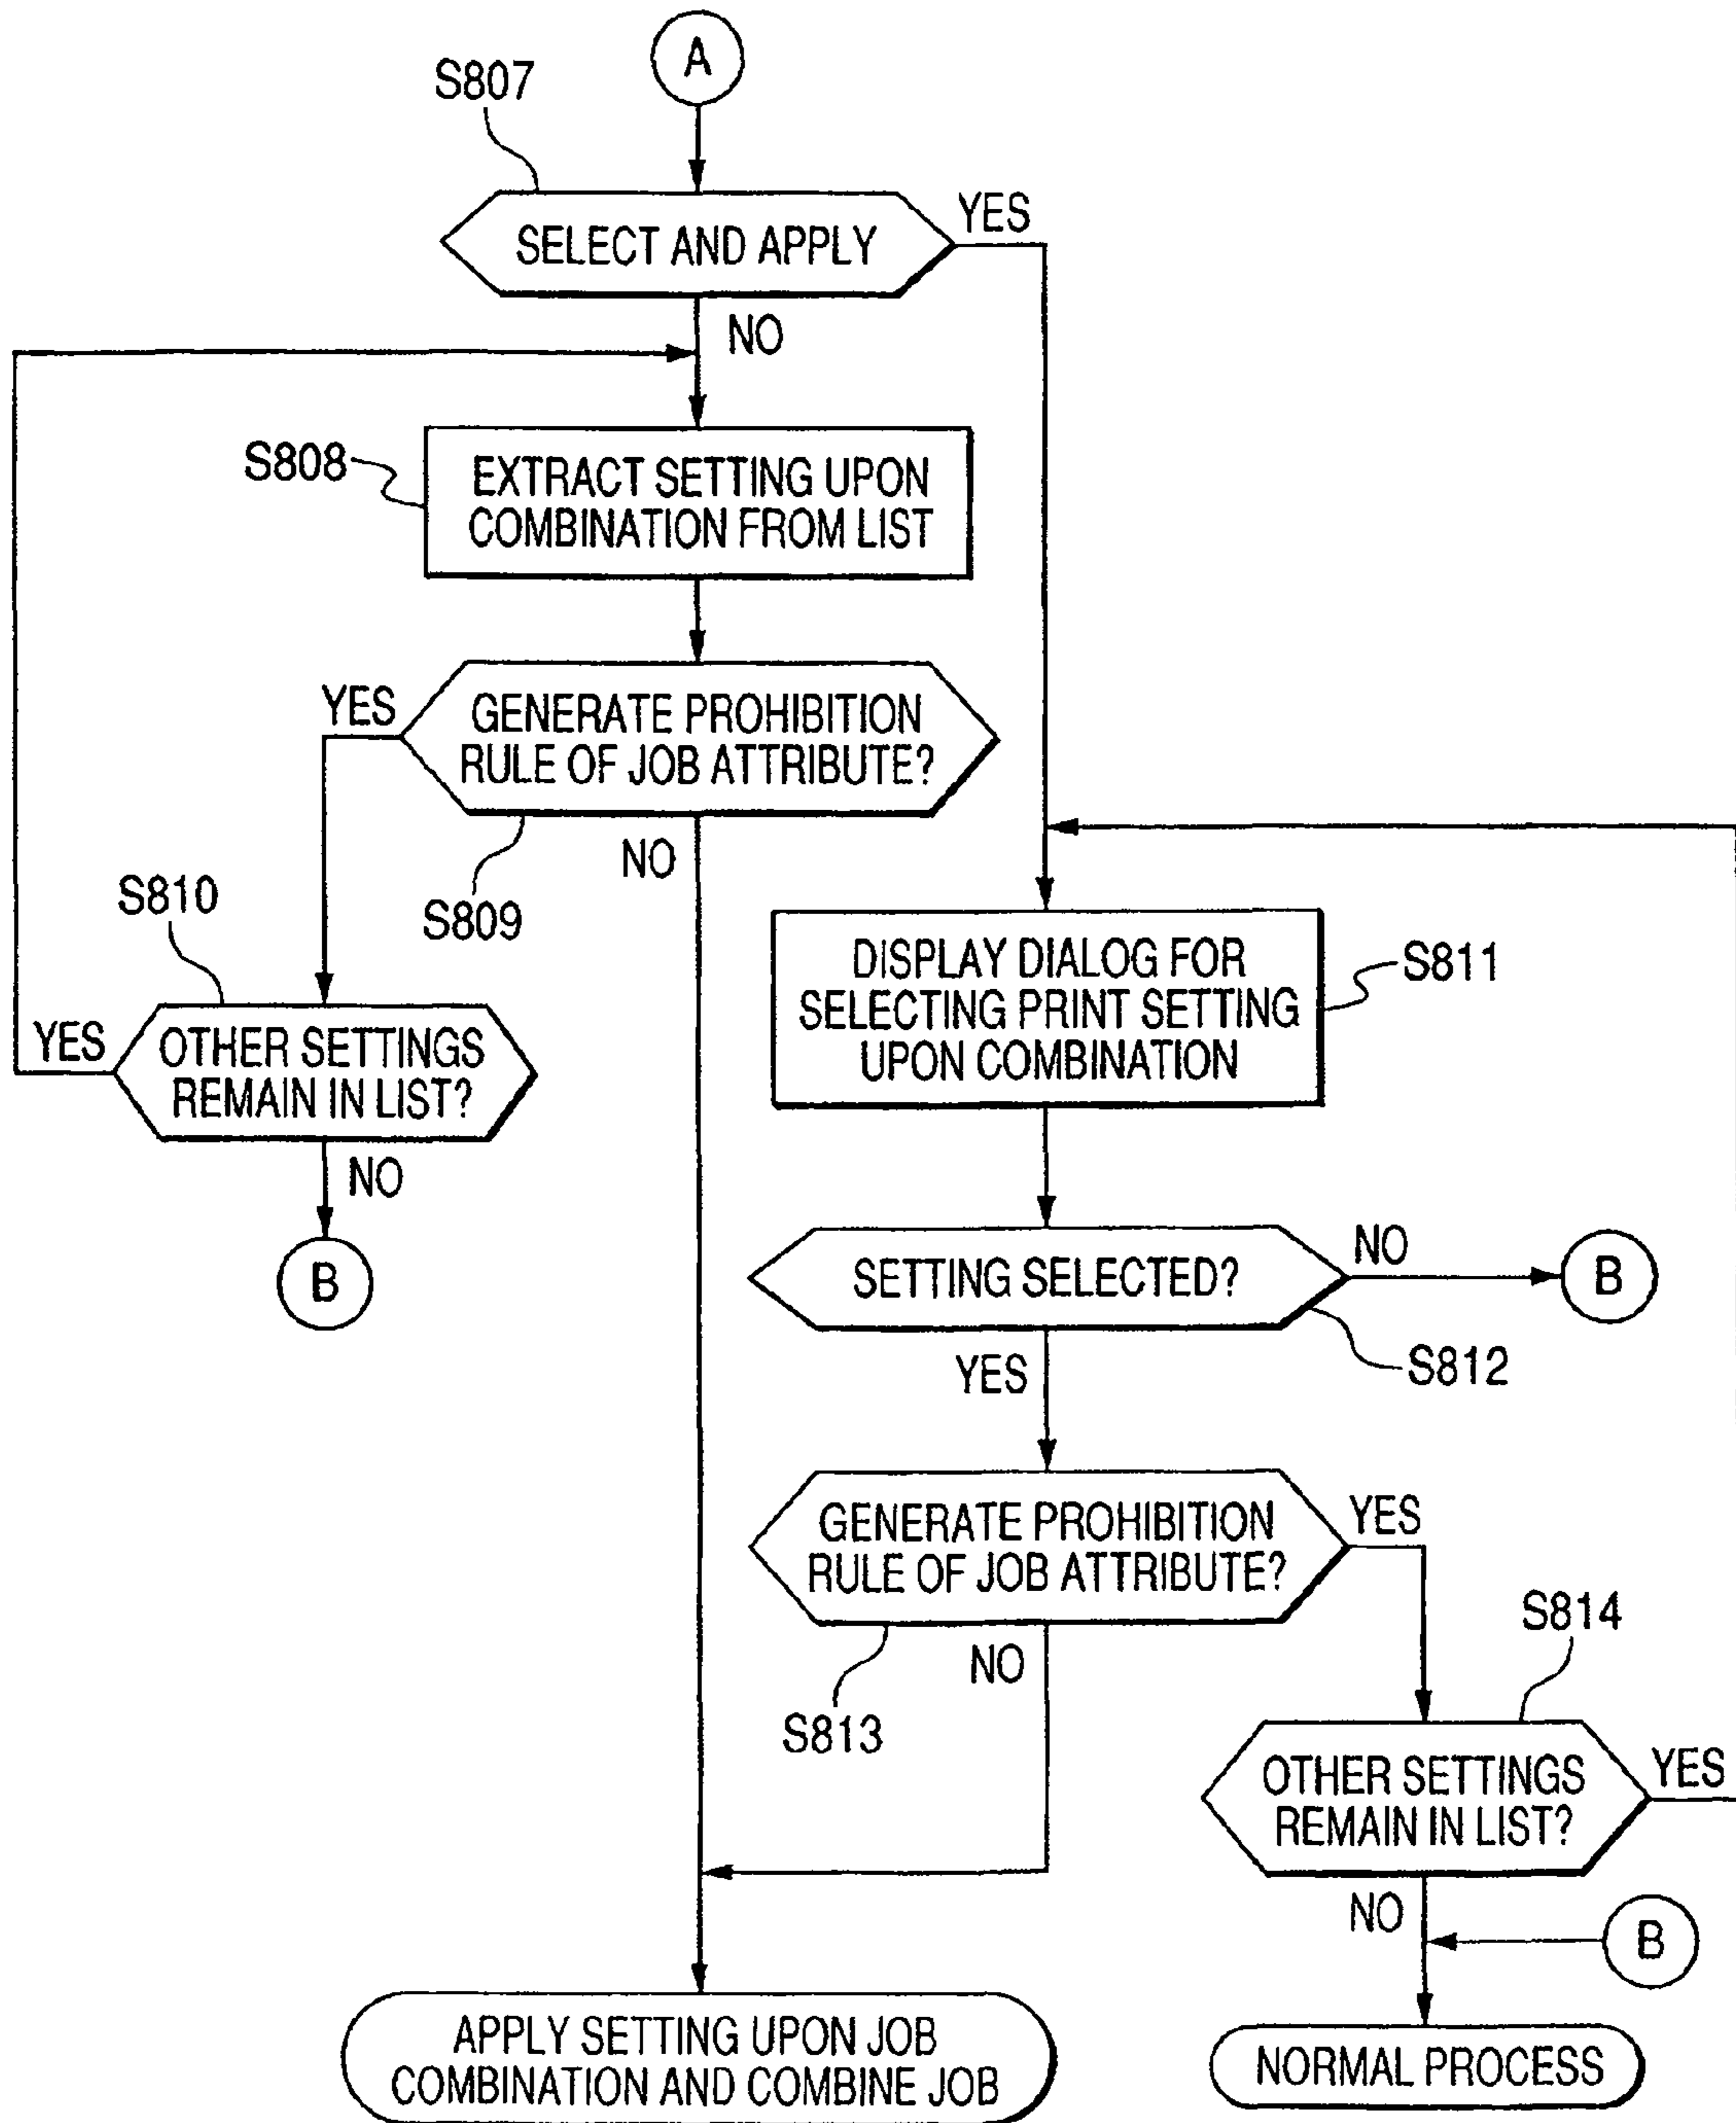 A
S807
SELECT AND APPLY
YES
NO
S808
EXTRACT SETTING UPON
COMBINATION FROM LIST
YES
GENERATE PROHIBITION
RULE OF JOB ATTRIBUTE?
NO
S809
S810
YES
OTHER SETTINGS
REMAIN IN LIST?
NO
B
DISPLAY DIALOG FOR
SELECTING PRINT SETTING
UPON COMBINATION
S811
SETTING SELECTED?
NO
B
S812
YES
GENERATE PROHIBITION
RULE OF JOB ATTRIBUTE?
YES
NO
S813
S814
OTHER SETTINGS
REMAIN IN LIST?
YES
NO
B
APPLY SETTING UPON JOB
COMBINATION AND COMBINE JOB
NORMAL PROCESS